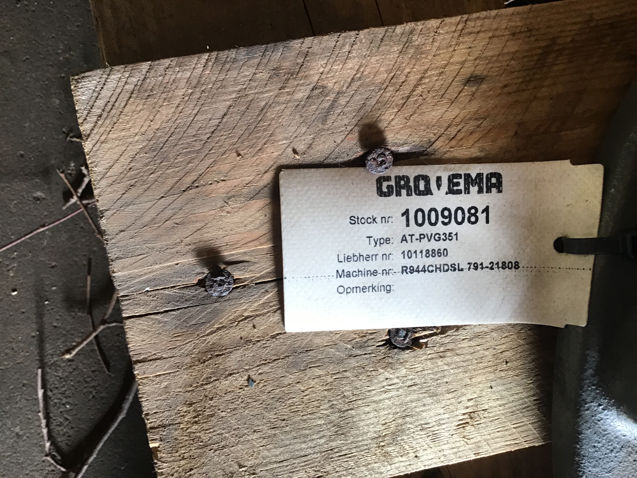 GROVEMA
Stock nr: 1009081
Type: AT-PVG351
Liebherr nr: 10118860
Machine nr: R944CHDSL 791-21808
Opmerking: